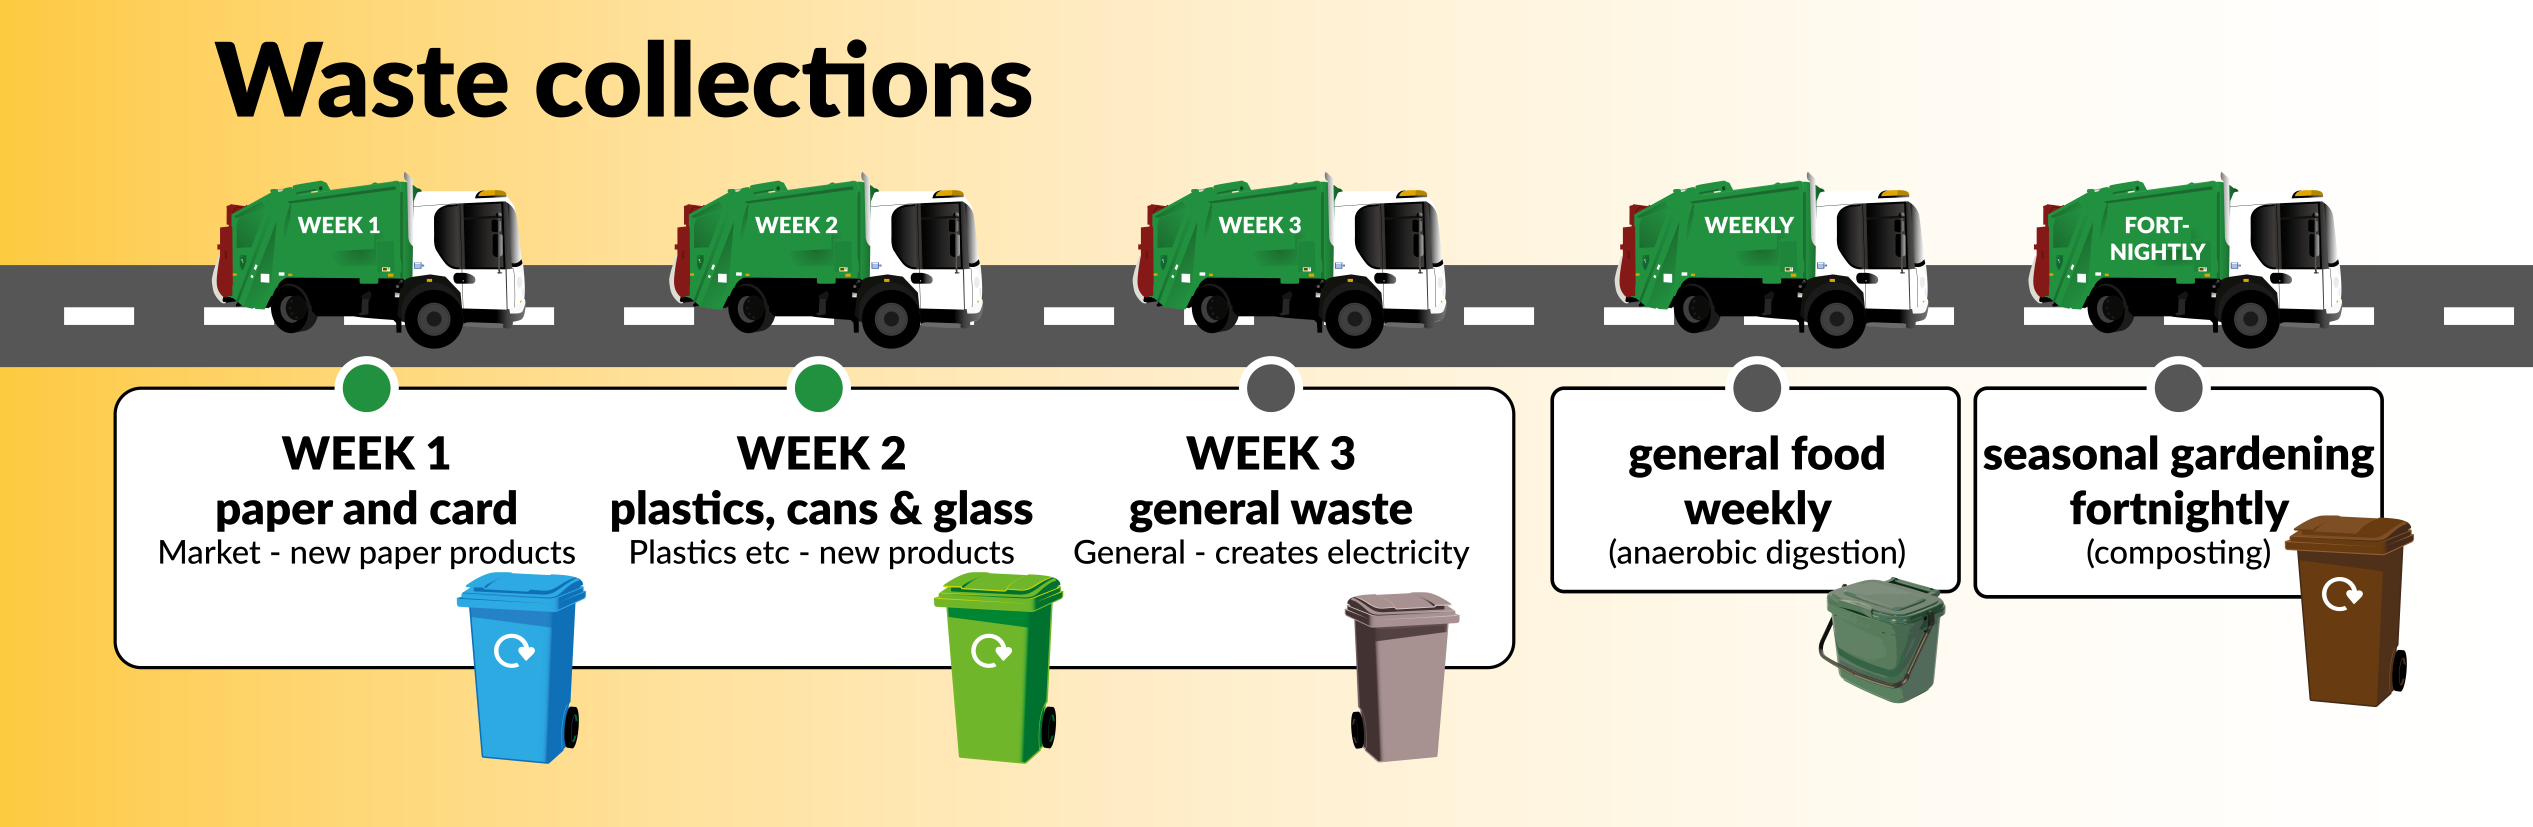 Waste collections
WEEK 1
WEEK 2
WEEK 3
WEEKLY
FORT-
NIGHTLY
WEEK 1
paper and card
Market - new paper products
WEEK 2
plastics, cans & glass
Plastics etc - new products
WEEK 3
general waste
General - creates electricity
general food
weekly
(anaerobic digestion)
seasonal gardening
fortnightly
(composting)